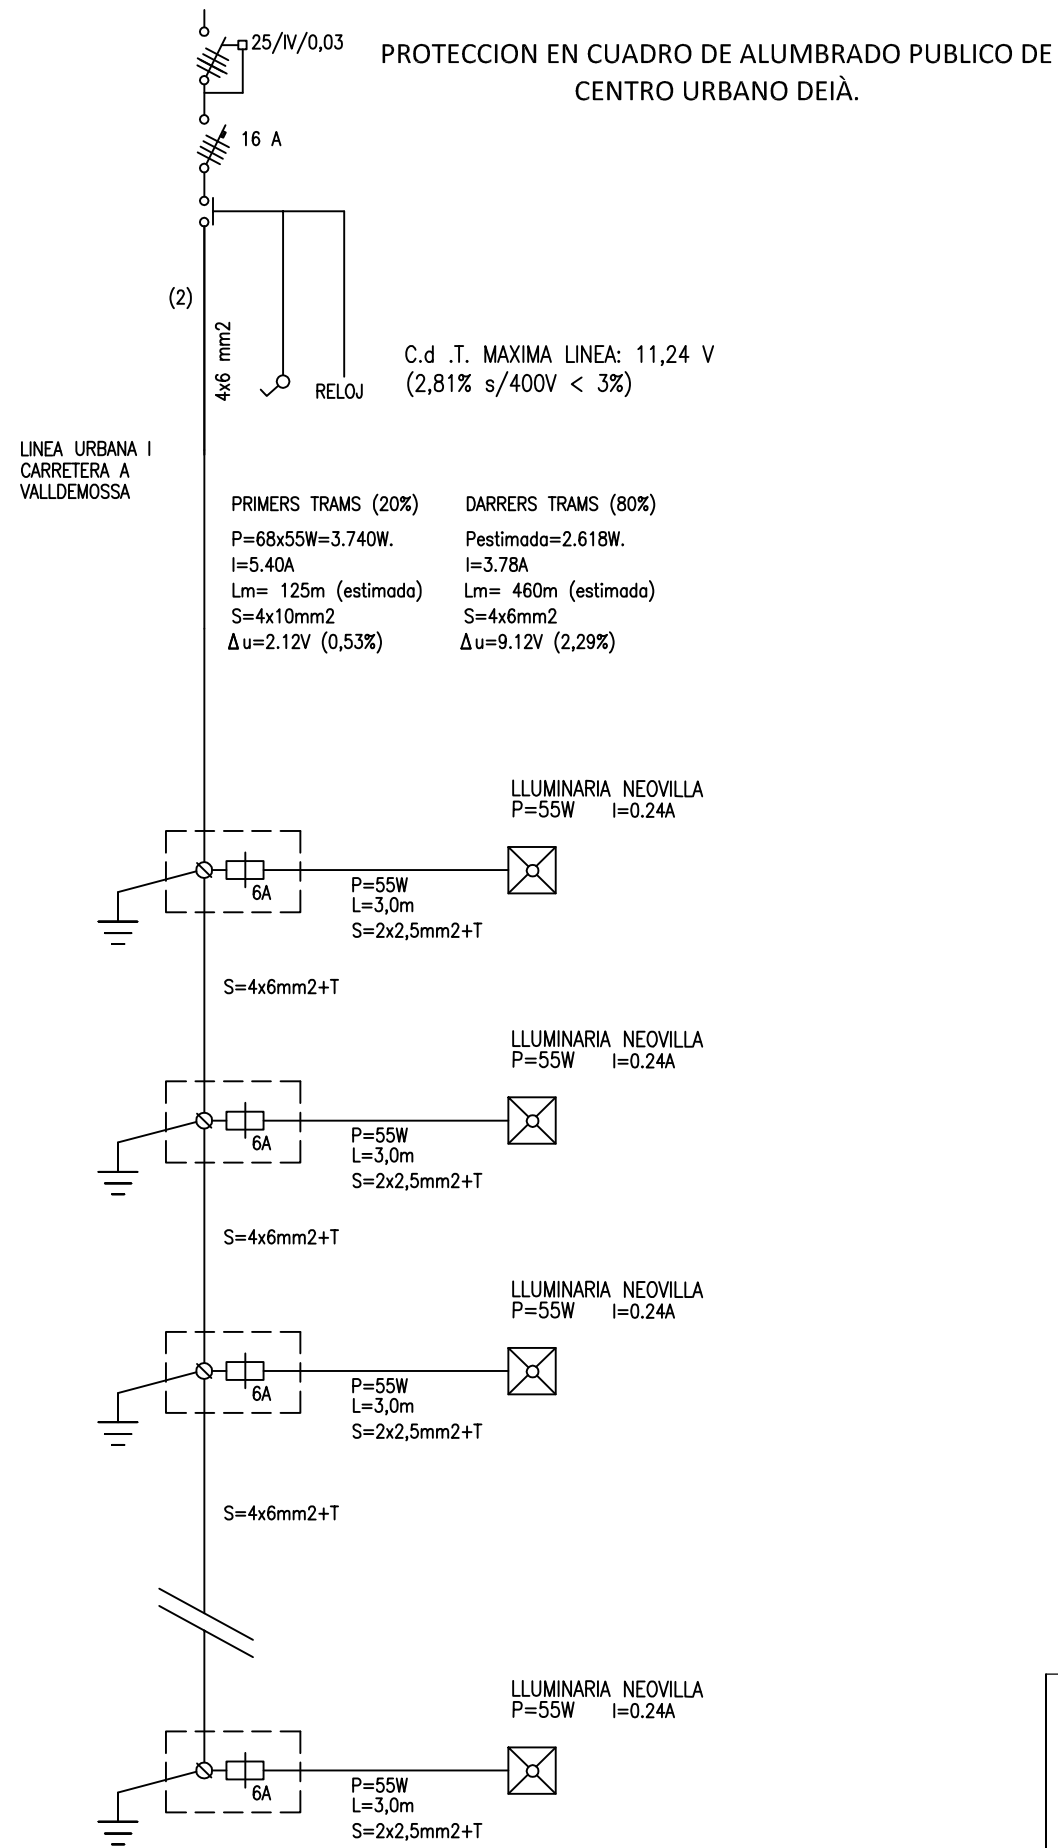 25/IV/0,03
PROTECCION EN CUADRO DE ALUMBRADO PUBLICO DE
CENTRO URBANO DEIÀ.
16 A
(2)
4x6 mm2
RELOJ
C.d .T. MAXIMA LINEA: 11,24 V
(2,81% s/400V < 3%)
LINEA URBANA I
CARRETERA A
VALLDEMOSSA
PRIMERS TRAMS (20%)
P=68x55W=3.740W.
I=5.40A
Lm= 125m (estimada)
S=4x10mm2
Δu=2.12V (0,53%)
DARRERS TRAMS (80%)
Pestimada=2.618W.
I=3.78A
Lm= 460m (estimada)
S=4x6mm2
Δu=9.12V (2,29%)
LLUMINARIA NEOVILLA
P=55W I=0.24A
6A
P=55W
L=3,0m
S=2x2,5mm2+T
S=4x6mm2+T
LLUMINARIA NEOVILLA
P=55W I=0.24A
6A
P=55W
L=3,0m
S=2x2,5mm2+T
S=4x6mm2+T
LLUMINARIA NEOVILLA
P=55W I=0.24A
6A
P=55W
L=3,0m
S=2x2,5mm2+T
S=4x6mm2+T
LLUMINARIA NEOVILLA
P=55W I=0.24A
6A
P=55W
L=3,0m
S=2x2,5mm2+T